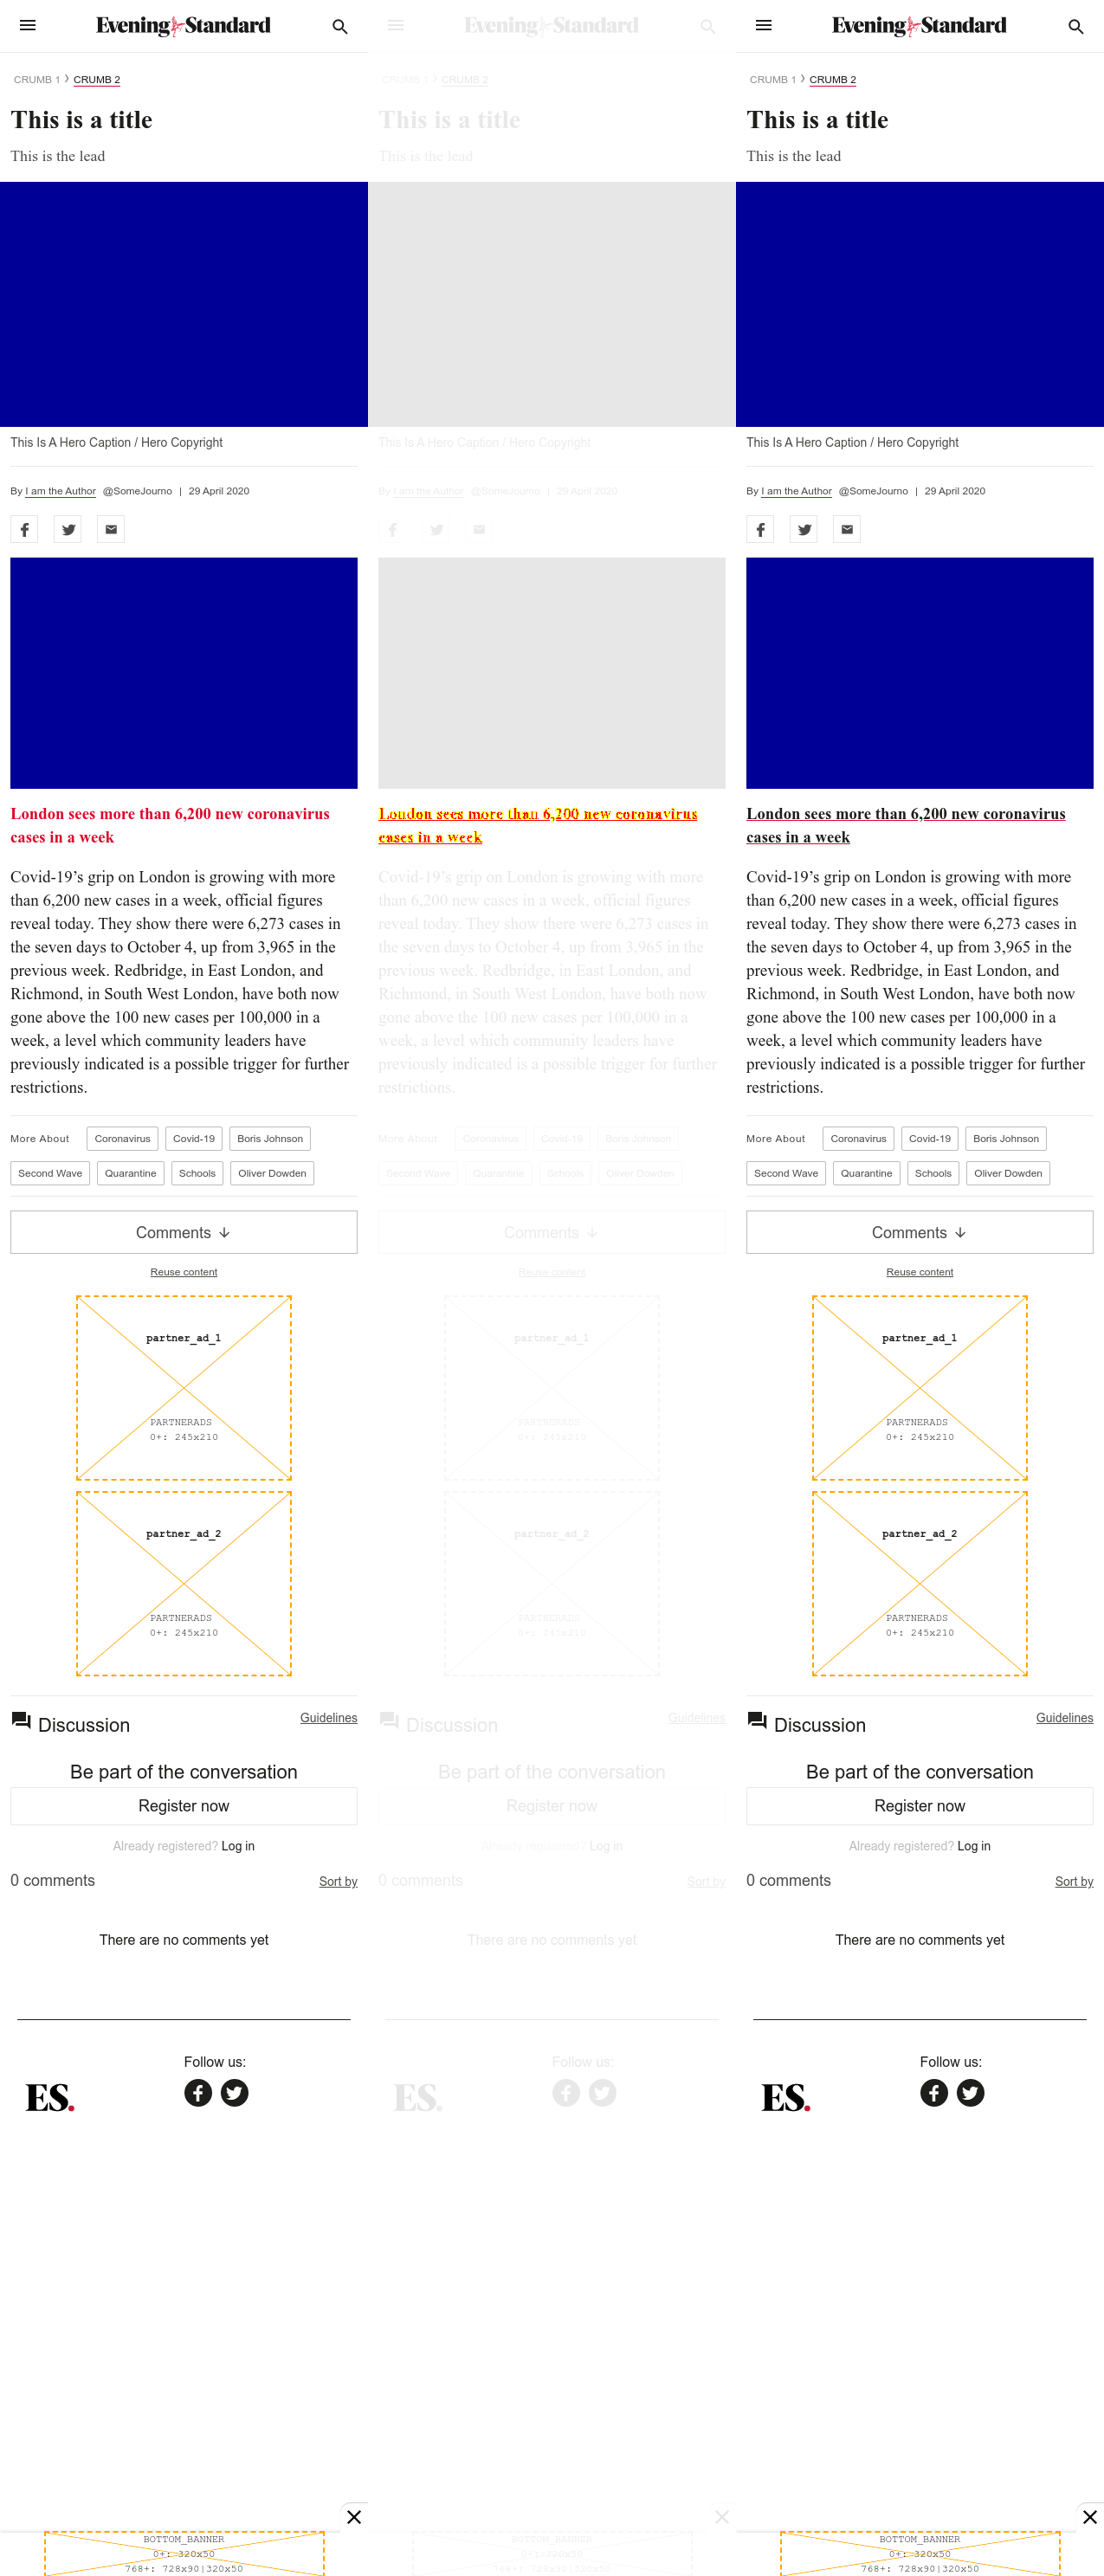 Evening Standard
CRUMB 1 › CRUMB 2
This is a title
This is the lead
This Is A Hero Caption / Hero Copyright
By I am the Author @SomeJourno | 29 April 2020
London sees more than 6,200 new coronavirus
cases in a week
Covid-19’s grip on London is growing with more
than 6,200 new cases in a week, official figures
reveal today. They show there were 6,273 cases in
the seven days to October 4, up from 3,965 in the
previous week. Redbridge, in East London, and
Richmond, in South West London, have both now
gone above the 100 new cases per 100,000 in a
week, a level which community leaders have
previously indicated is a possible trigger for further
restrictions.
More About Coronavirus Covid-19 Boris Johnson
Second Wave Quarantine Schools Oliver Dowden
Comments ↓
Reuse content
partner_ad_1
PARTNERADS
0+: 245x210
partner_ad_2
PARTNERADS
0+: 245x210
Discussion Guidelines
Be part of the conversation
Register now
Already registered? Log in
0 comments Sort by
There are no comments yet
Follow us:
ES.
BOTTOM_BANNER
0+: 320x50
768+: 728x90|320x50
Evening Standard
CRUMB 1 › CRUMB 2
This is a title
This is the lead
This Is A Hero Caption / Hero Copyright
By I am the Author @SomeJourno | 29 April 2020
London sees more than 6,200 new coronavirus
cases in a week
Covid-19’s grip on London is growing with more
than 6,200 new cases in a week, official figures
reveal today. They show there were 6,273 cases in
the seven days to October 4, up from 3,965 in the
previous week. Redbridge, in East London, and
Richmond, in South West London, have both now
gone above the 100 new cases per 100,000 in a
week, a level which community leaders have
previously indicated is a possible trigger for further
restrictions.
More About Coronavirus Covid-19 Boris Johnson
Second Wave Quarantine Schools Oliver Dowden
Comments ↓
Reuse content
partner_ad_1
PARTNERADS
0+: 245x210
partner_ad_2
PARTNERADS
0+: 245x210
Discussion Guidelines
Be part of the conversation
Register now
Already registered? Log in
0 comments Sort by
There are no comments yet
Follow us:
ES.
BOTTOM_BANNER
0+: 320x50
768+: 728x90|320x50
Evening Standard
CRUMB 1 › CRUMB 2
This is a title
This is the lead
This Is A Hero Caption / Hero Copyright
By I am the Author @SomeJourno | 29 April 2020
London sees more than 6,200 new coronavirus
cases in a week
Covid-19’s grip on London is growing with more
than 6,200 new cases in a week, official figures
reveal today. They show there were 6,273 cases in
the seven days to October 4, up from 3,965 in the
previous week. Redbridge, in East London, and
Richmond, in South West London, have both now
gone above the 100 new cases per 100,000 in a
week, a level which community leaders have
previously indicated is a possible trigger for further
restrictions.
More About Coronavirus Covid-19 Boris Johnson
Second Wave Quarantine Schools Oliver Dowden
Comments ↓
Reuse content
partner_ad_1
PARTNERADS
0+: 245x210
partner_ad_2
PARTNERADS
0+: 245x210
Discussion Guidelines
Be part of the conversation
Register now
Already registered? Log in
0 comments Sort by
There are no comments yet
Follow us:
ES.
BOTTOM_BANNER
0+: 320x50
768+: 728x90|320x50